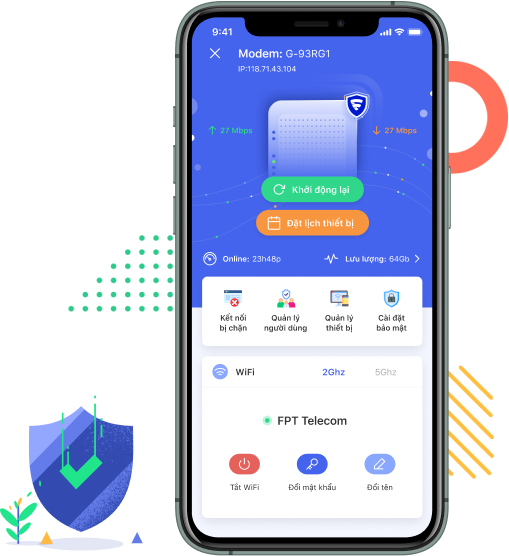 9:41
Modem: G-93RG1
IP:118.71.43.104
27 Mbps
27 Mbps
Khởi động lại
Đặt lịch thiết bị
Online: 23h48p
Lưu lượng: 64Gb
Kết nối
bị chặn
Quản lý
người dùng
Quản lý
thiết bị
Cài đặt
bảo mật
WiFi
2Ghz
5Ghz
FPT Telecom
Tắt WiFi
Đổi mật khẩu
Đổi tên